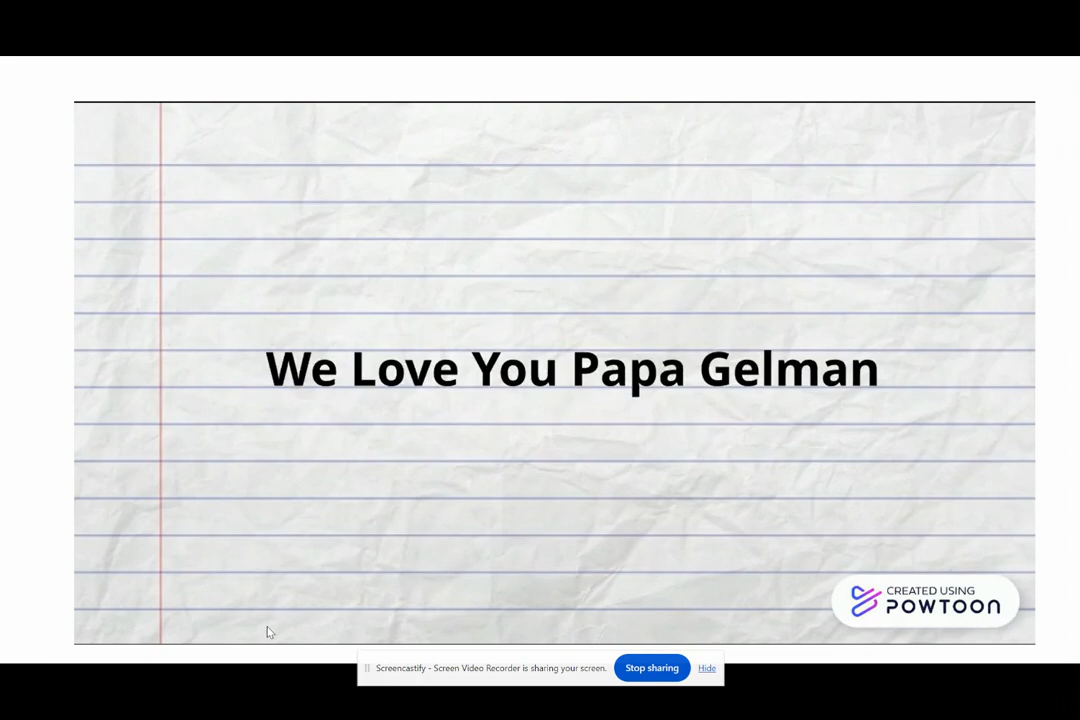 We Love You Papa Gelman
CREATED USING
POWTOON
Screencastify - Screen Video Recorder is sharing your screen. Stop sharing Hide